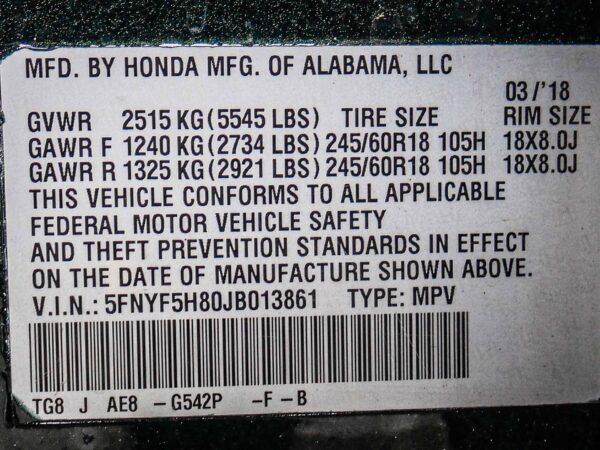 MFD. BY HONDA MFG. OF ALABAMA, LLC
03/'18
GVWR 2515 KG (5545 LBS) TIRE SIZE RIM SIZE
GAWR F 1240 KG (2734 LBS) 245/60R18 105H 18X8.0J
GAWR R 1325 KG (2921 LBS) 245/60R18 105H 18X8.0J
THIS VEHICLE CONFORMS TO ALL APPLICABLE
FEDERAL MOTOR VEHICLE SAFETY
AND THEFT PREVENTION STANDARDS IN EFFECT
ON THE DATE OF MANUFACTURE SHOWN ABOVE.
V.I.N.: 5FNYF5H80JB013861 TYPE: MPV
TG8 J AE8 - G542P -F -B